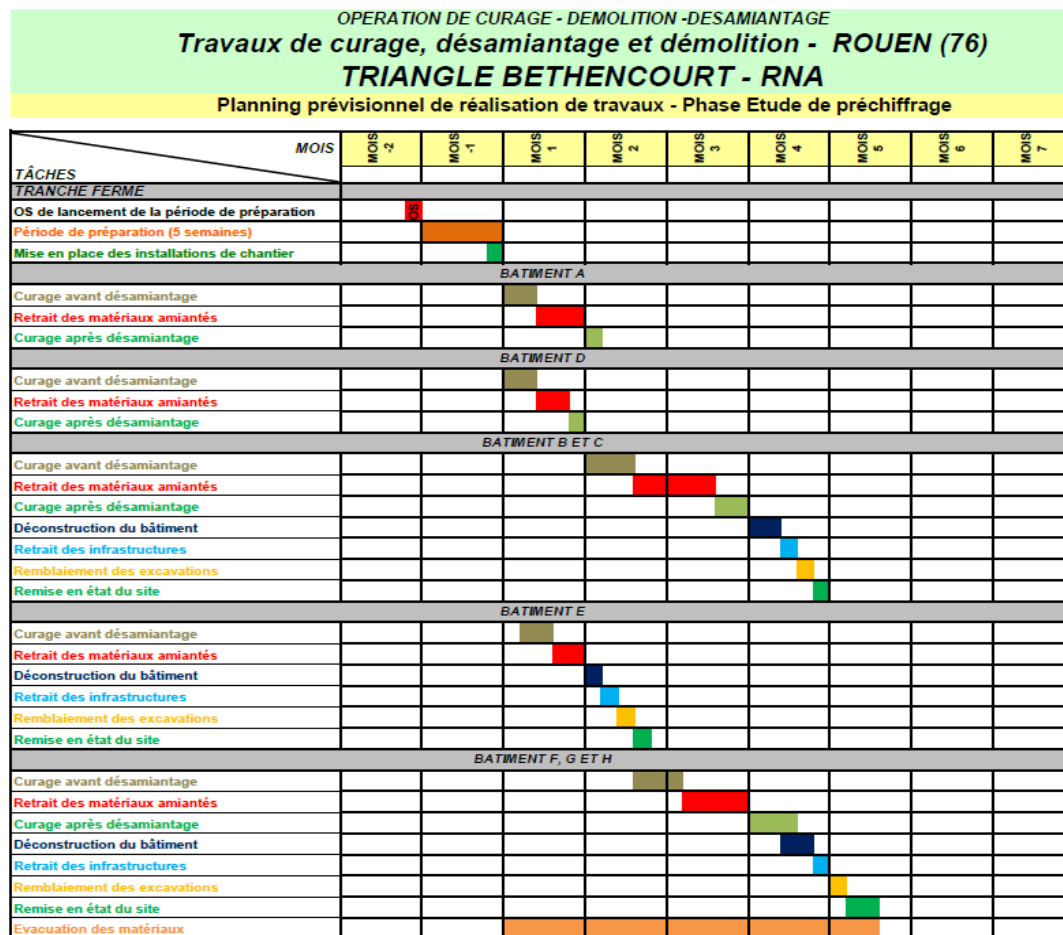 OPERATION DE CURAGE - DEMOLITION -DESAMIANTAGE
Travaux de curage, désamiantage et démolition - ROUEN (76)
TRIANGLE BETHENCOURT - RNA
Planning prévisionnel de réalisation de travaux - Phase Etude de préchiffrage
MOIS
MOIS -2
MOIS -1
MOIS 1
MOIS 2
MOIS 3
MOIS 4
MOIS 5
MOIS 6
MOIS 7
TÂCHES
TRANCHE FERME
OS de lancement de la période de préparation
OS
Période de préparation (5 semaines)
Mise en place des installations de chantier
BATIMENT A
Curage avant désamiantage
Retrait des matériaux amiantés
Curage après désamiantage
BATIMENT D
Curage avant désamiantage
Retrait des matériaux amiantés
Curage après désamiantage
BATIMENT B ET C
Curage avant désamiantage
Retrait des matériaux amiantés
Curage après désamiantage
Déconstruction du bâtiment
Retrait des infrastructures
Remblaiement des excavations
Remise en état du site
BATIMENT E
Curage avant désamiantage
Retrait des matériaux amiantés
Déconstruction du bâtiment
Retrait des infrastructures
Remblaiement des excavations
Remise en état du site
BATIMENT F, G ET H
Curage avant désamiantage
Retrait des matériaux amiantés
Curage après désamiantage
Déconstruction du bâtiment
Retrait des infrastructures
Remblaiement des excavations
Remise en état du site
Evacuation des matériaux